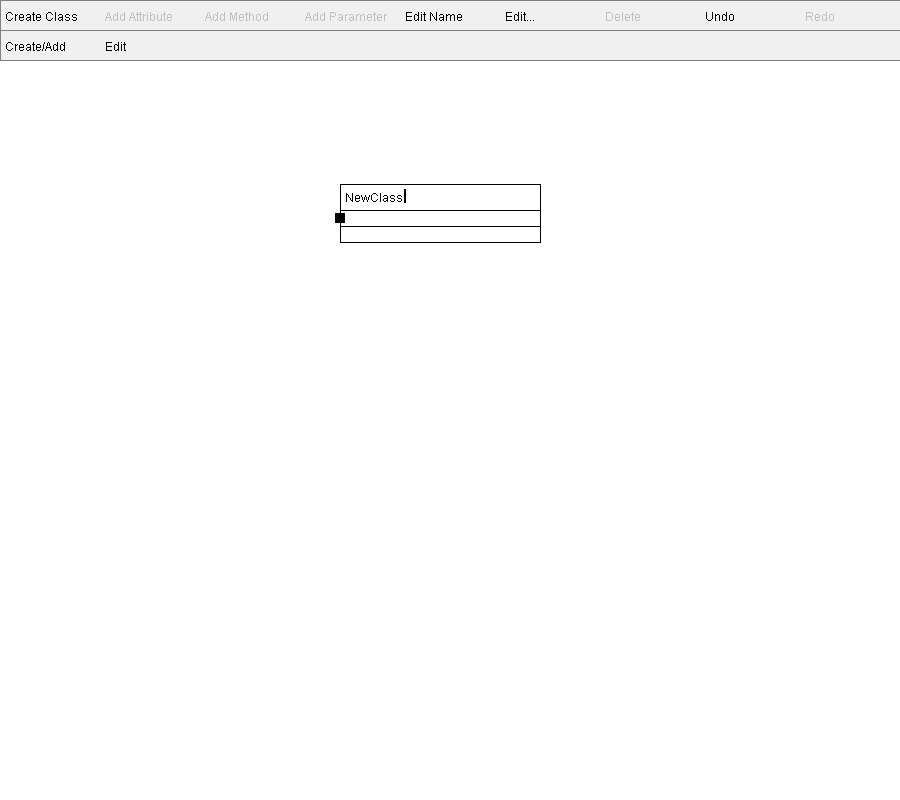 Create Class Add Attribute Add Method Add Parameter Edit Name Edit... Delete Undo Redo
Create/Add Edit
NewClass